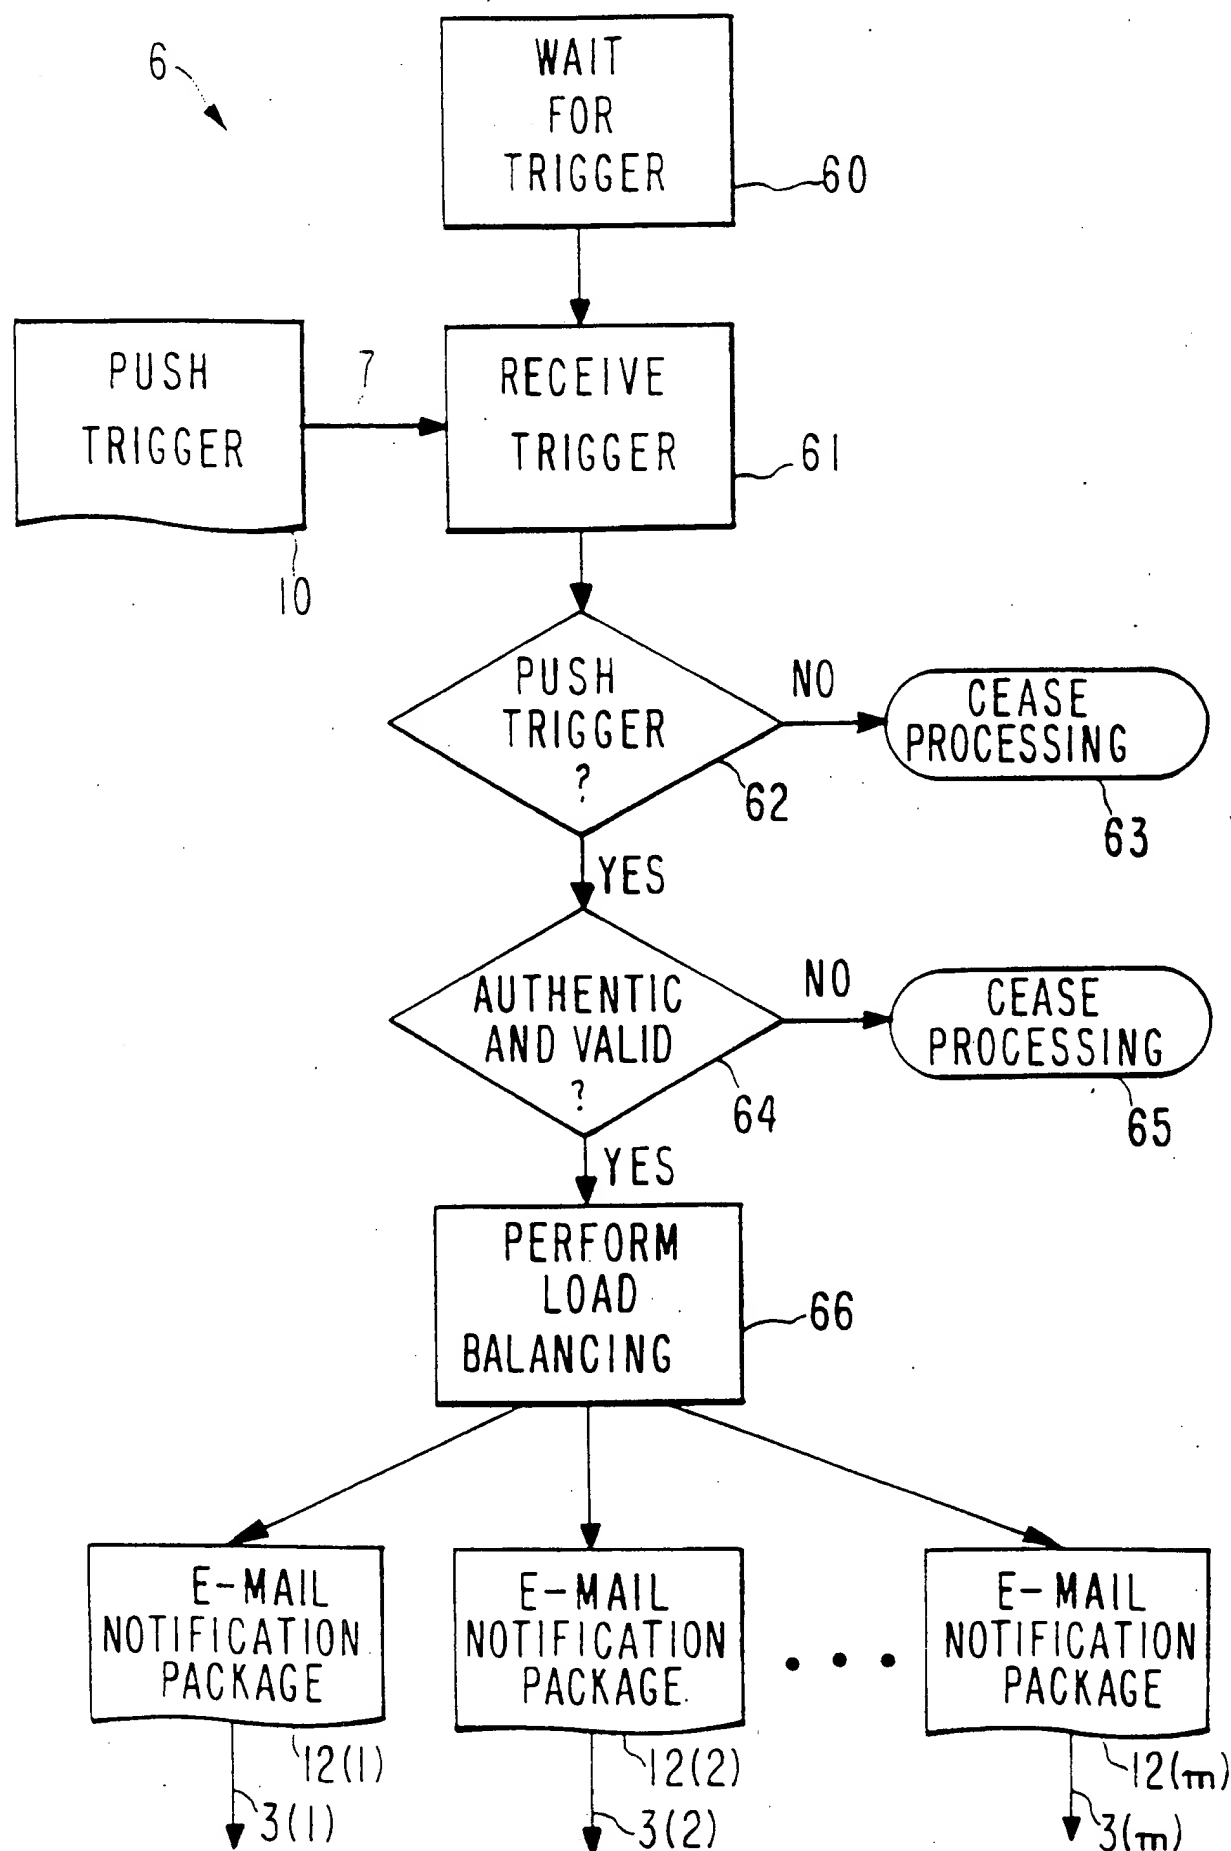 6
WAIT
FOR
TRIGGER
60
PUSH
TRIGGER
10
7
RECEIVE
TRIGGER
61
PUSH
TRIGGER
?
62
NO
CEASE
PROCESSING
63
YES
AUTHENTIC
AND VALID
?
64
NO
CEASE
PROCESSING
65
YES
PERFORM
LOAD
BALANCING
66
E-MAIL
NOTIFICATION
PACKAGE
12(1)
3(1)
E-MAIL
NOTIFICATION
PACKAGE
12(2)
3(2)
• • •
E-MAIL
NOTIFICATION
PACKAGE
12(m)
3(m)